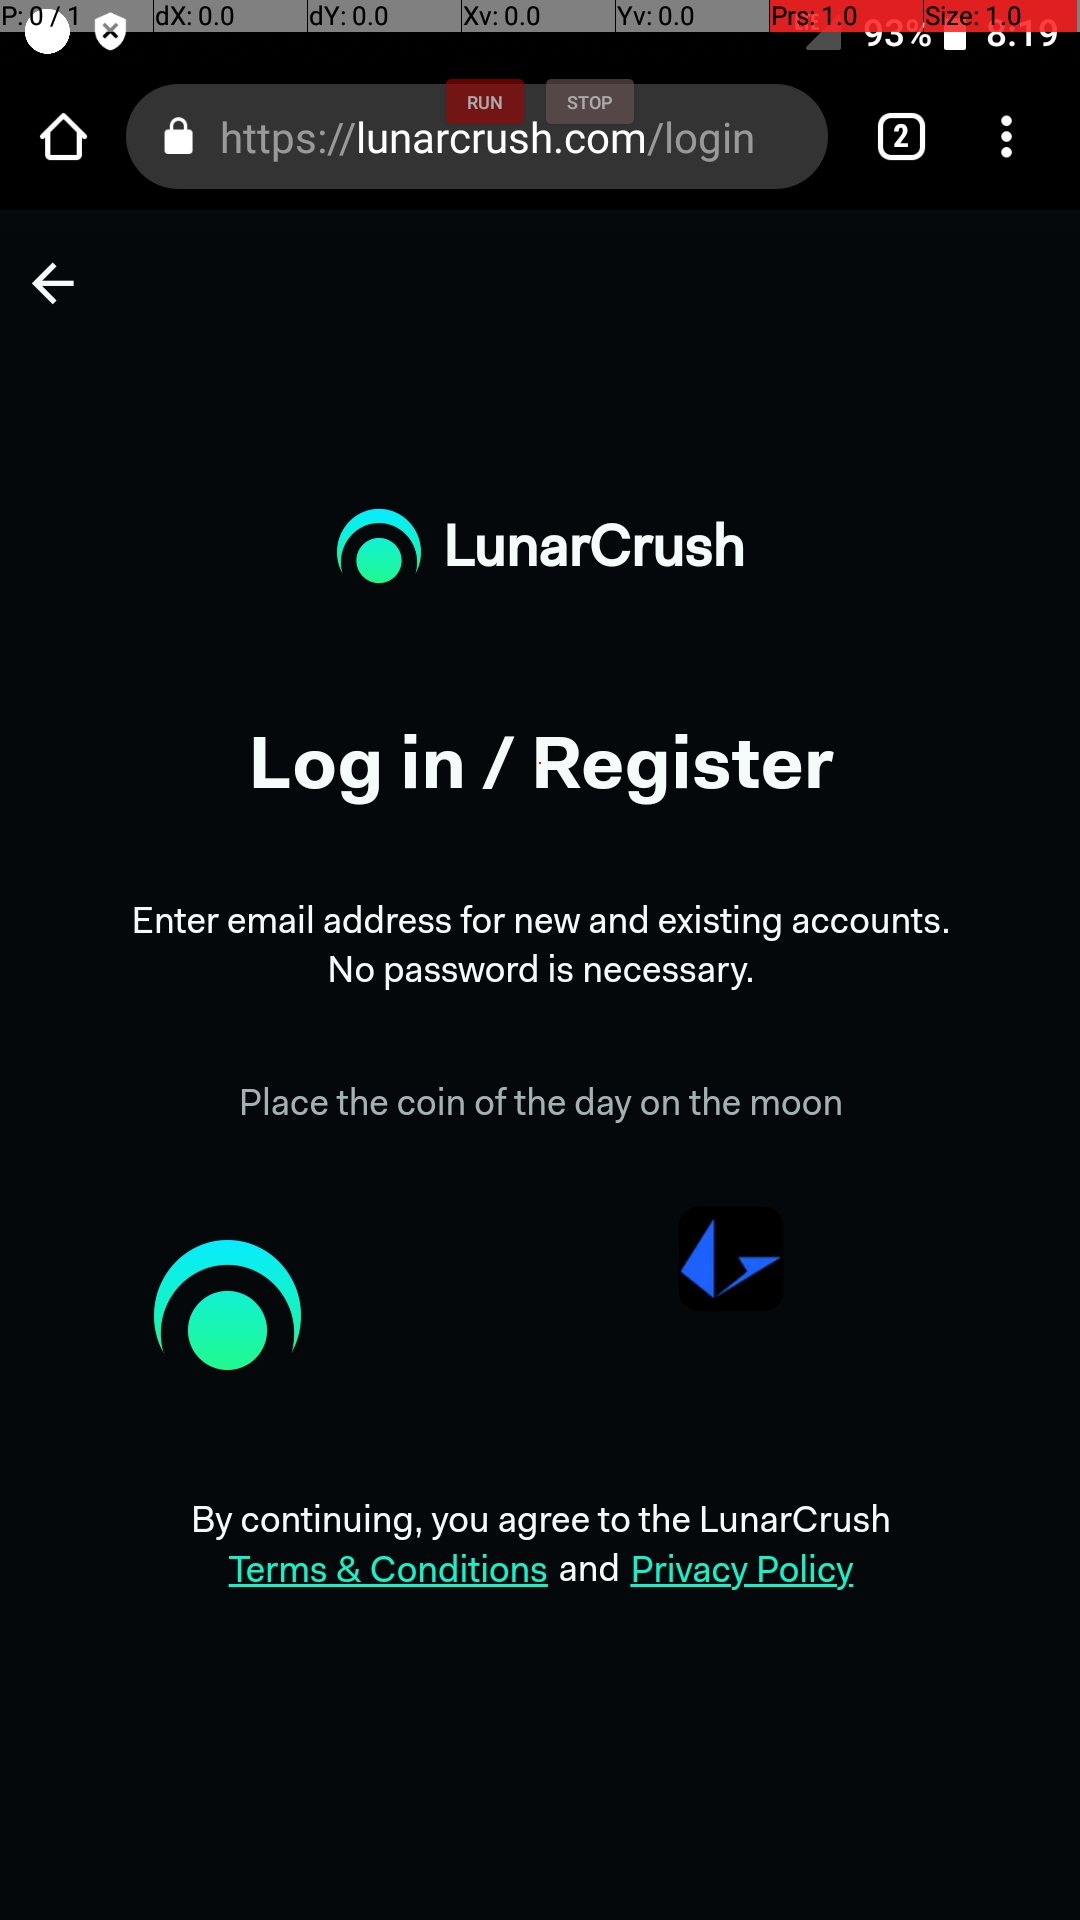 P: 0 / 1 dX: 0.0 dY: 0.0 Xv: 0.0 Yv: 0.0 Prs: 1.0 Size: 1.0
LTE 93% 8:19
RUN STOP
https://lunarcrush.com/login 2
LunarCrush
Log in / Register
Enter email address for new and existing accounts.
No password is necessary.
Place the coin of the day on the moon
By continuing, you agree to the LunarCrush
Terms & Conditions and Privacy Policy